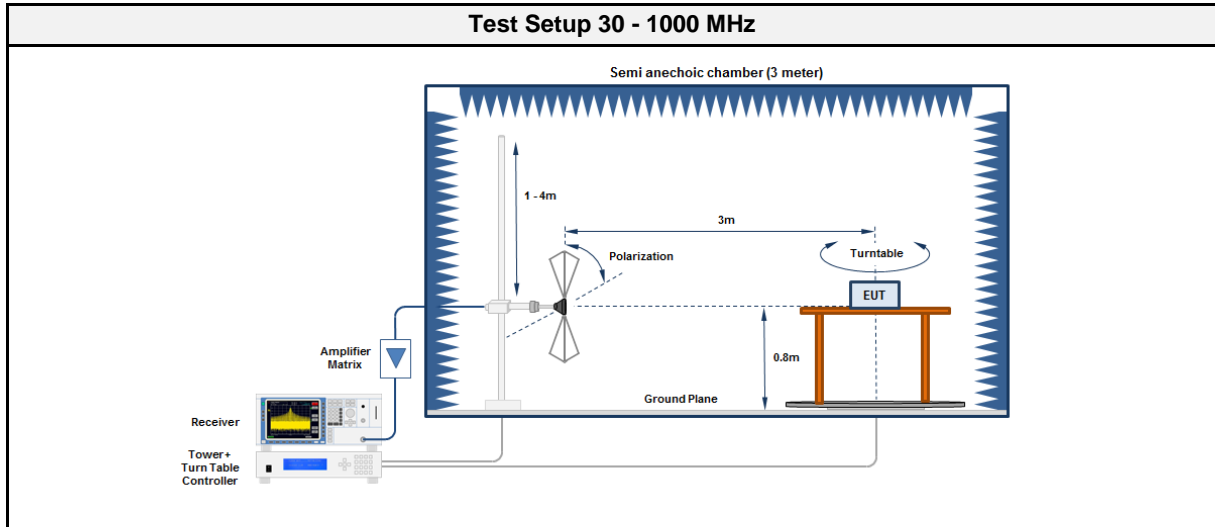 Test Setup 30 - 1000 MHz
Semi anechoic chamber (3 meter)
1 - 4m
3m
Polarization
Turntable
EUT
Amplifier
Matrix
0.8m
Ground Plane
Receiver
Tower+
Turn Table
Controller